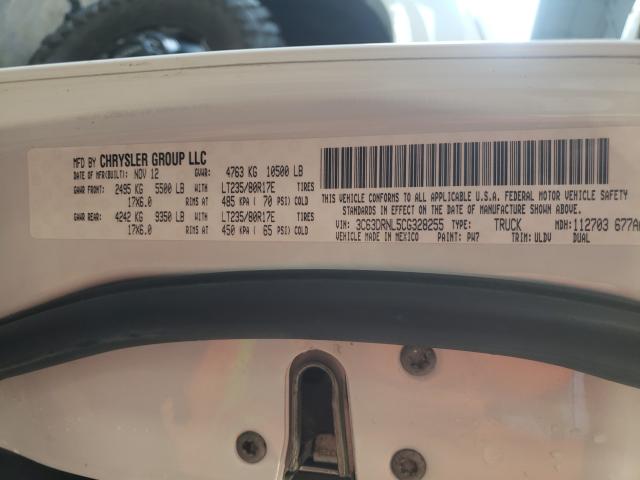 MFD BY CHRYSLER GROUP LLC
DATE OF MFR(BUILT): NOV 12 GVWR: 4763 KG 10500 LB
GAWR FRONT: 2495 KG 5500 LB WITH LT235/80R17E TIRES
17X6.0 RIMS AT 485 KPA ( 70 PSI) COLD
GAWR REAR: 4242 KG 9350 LB WITH LT235/80R17E TIRES
17X6.0 RIMS AT 450 KPA ( 65 PSI) COLD
THIS VEHICLE CONFORMS TO ALL APPLICABLE U.S.A. FEDERAL MOTOR VEHICLE SAFETY
STANDARDS IN EFFECT ON THE DATE OF MANUFACTURE SHOWN ABOVE.
VIN: 3C63DRNL5CG328255 TYPE: TRUCK MDH: 112703 677A
VEHICLE MADE IN MEXICO PAINT: PW7 TRIM: ULDV DUAL